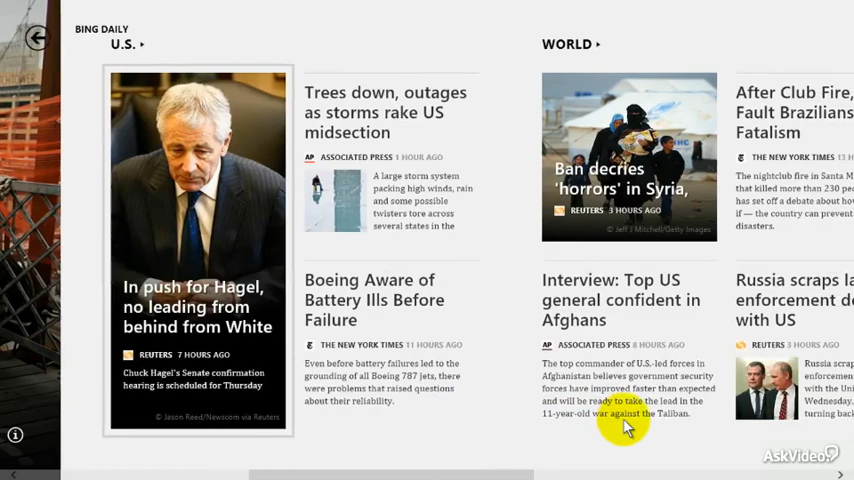 BING DAILY
U.S.
In push for Hagel,
no leading from
behind from White
REUTERS 7 HOURS AGO
Chuck Hagel's Senate confirmation
hearing is scheduled for Thursday
© Jason Reed/Newscom via Reuters
Trees down, outages
as storms rake US
midsection
AP ASSOCIATED PRESS 1 HOUR AGO
A large storm system
packing high winds, rain
and some possible
twisters tore across
several states in the
Boeing Aware of
Battery Ills Before
Failure
THE NEW YORK TIMES 11 HOURS AGO
Even before battery failures led to the
grounding of all Boeing 787 jets, there
were problems that raised questions
about their reliability.
WORLD
Ban decries
'horrors' in Syria,
REUTERS 3 HOURS AGO
© Jeff J Mitchell/Getty Images
Interview: Top US
general confident in
Afghans
AP ASSOCIATED PRESS 8 HOURS AGO
The top commander of U.S.-led forces in
Afghanistan believes government security
forces have improved faster than expected
and will be ready to take the lead in the
11-year-old war against the Taliban.
After Club Fire,
Fault Brazilians
Fatalism
THE NEW YORK TIMES 13 H
The nightclub fire in Santa M
that killed more than 230 pe
has set off a debate about how
if — the country can prevent
disasters.
Russia scraps la
enforcement d
with US
REUTERS 3 HOURS AGO
Russia scrap
enforcement
with the Uni
Wednesday,
turning back
AskVideo